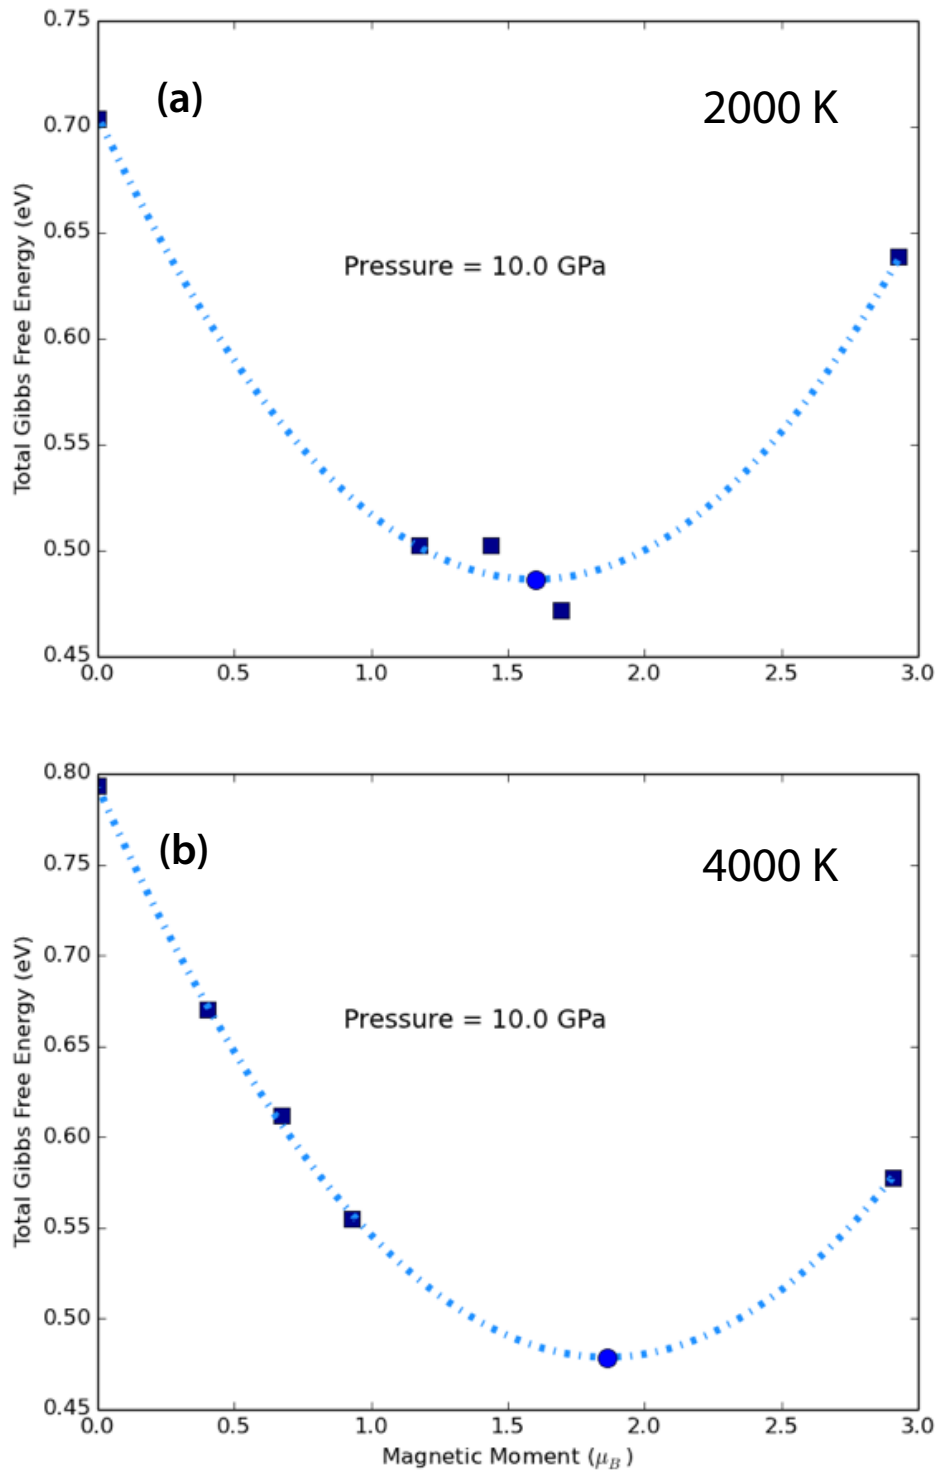 0.75
(a)
2000 K
0.70
0.65
Pressure = 10.0 GPa
0.60
0.55
0.50
0.45
Total Gibbs Free Energy (eV)
0.0 0.5 1.0 1.5 2.0 2.5 3.0
0.80
(b)
4000 K
0.75
0.70
Pressure = 10.0 GPa
0.65
0.60
0.55
0.50
0.45
Total Gibbs Free Energy (eV)
0.0 0.5 1.0 1.5 2.0 2.5 3.0
Magnetic Moment (μ_B)